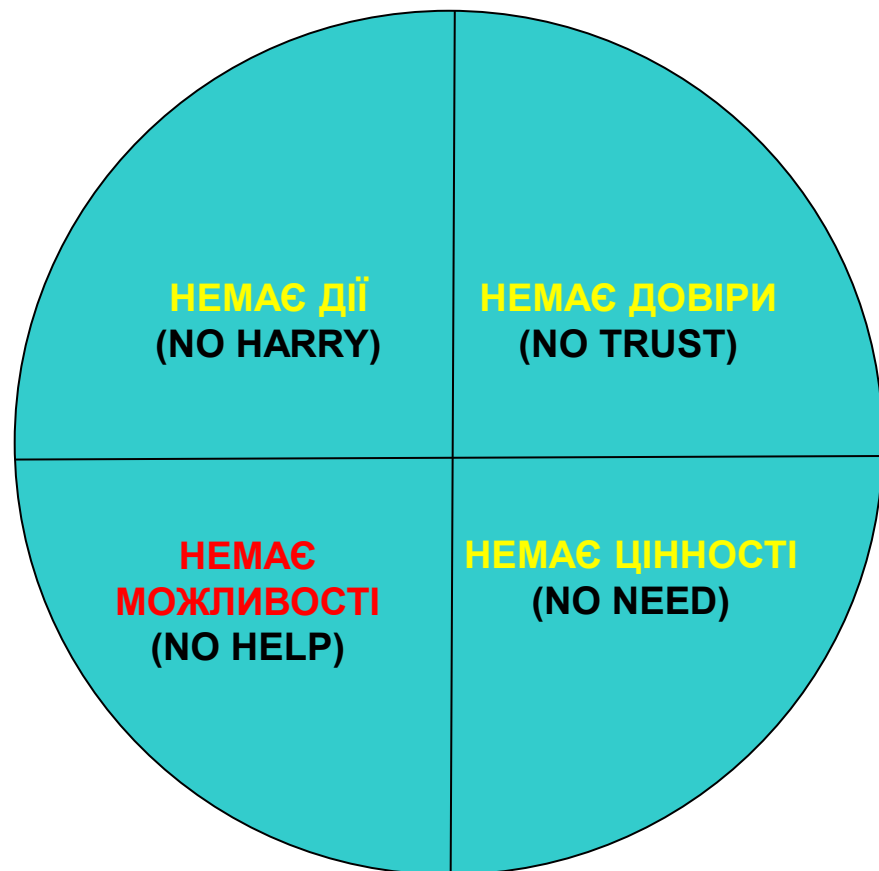 НЕМАЄ ДІЇ
(NO HARRY)
НЕМАЄ ДОВІРИ
(NO TRUST)
НЕМАЄ
МОЖЛИВОСТІ
(NO HELP)
НЕМАЄ ЦІННОСТІ
(NO NEED)